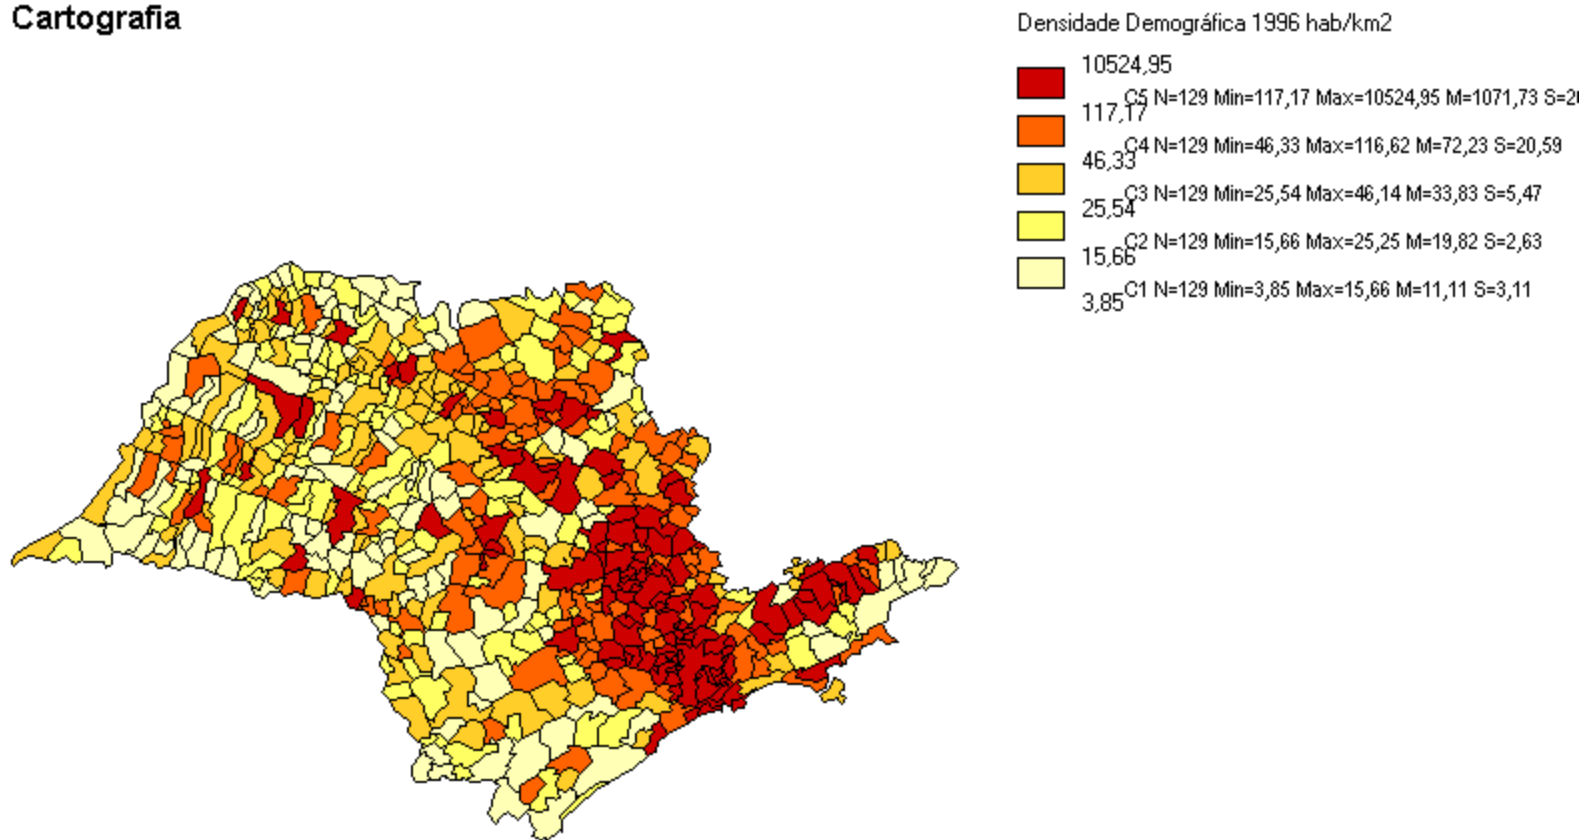 Cartografia
Densidade Demográfica 1996 hab/km2
10524,95
C5 N=129 Min=117,17 Max=10524,95 M=1071,73 S=2
117,17
C4 N=129 Min=46,33 Max=116,62 M=72,23 S=20,59
46,33
C3 N=129 Min=25,54 Max=46,14 M=33,83 S=5,47
25,54
C2 N=129 Min=15,66 Max=25,25 M=19,82 S=2,63
15,66
C1 N=129 Min=3,85 Max=15,66 M=11,11 S=3,11
3,85